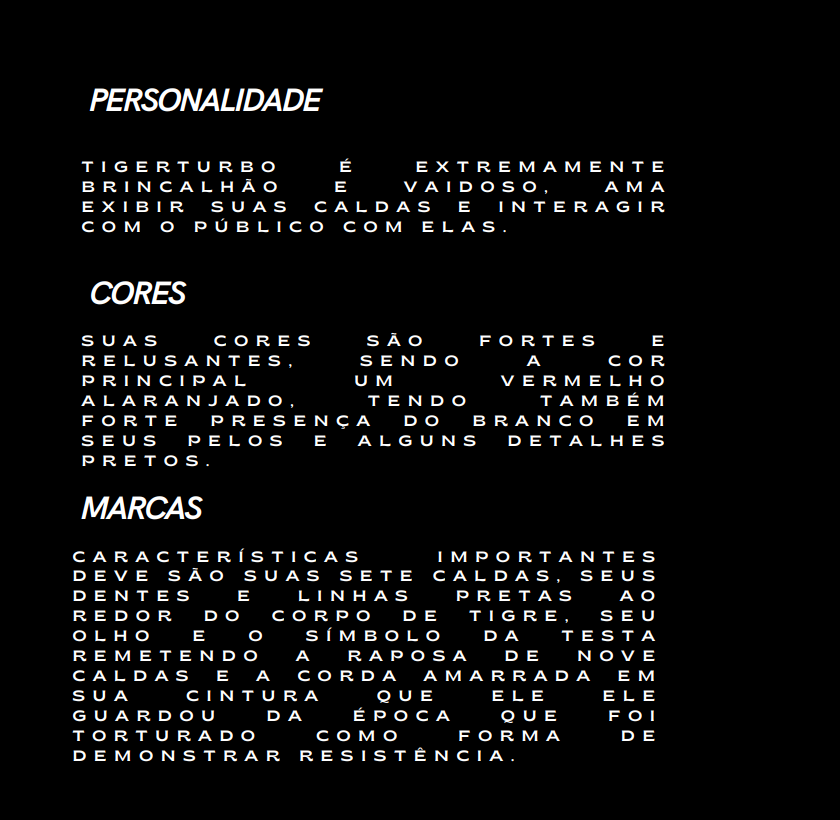 PERSONALIDADE
TIGERTURBO É EXTREMAMENTE
BRINCALHÃO E VAIDOSO, AMA
EXIBIR SUAS CALDAS E INTERAGIR
COM O PÚBLICO COM ELAS.
CORES
SUAS CORES SÃO FORTES E
RELUSANTES, SENDO A COR
PRINCIPAL UM VERMELHO
ALARANJADO, TENDO TAMBÉM
FORTE PRESENÇA DO BRANCO EM
SEUS PELOS E ALGUNS DETALHES
PRETOS.
MARCAS
CARACTERÍSTICAS IMPORTANTES
DEVE SÃO SUAS SETE CALDAS, SEUS
DENTES E LINHAS PRETAS AO
REDOR DO CORPO DE TIGRE, SEU
OLHO E O SÍMBOLO DA TESTA
REMETENDO A RAPOSA DE NOVE
CALDAS E A CORDA AMARRADA EM
SUA CINTURA QUE ELE ELE
GUARDOU DA ÉPOCA QUE FOI
TORTURADO COMO FORMA DE
DEMONSTRAR RESISTÊNCIA.